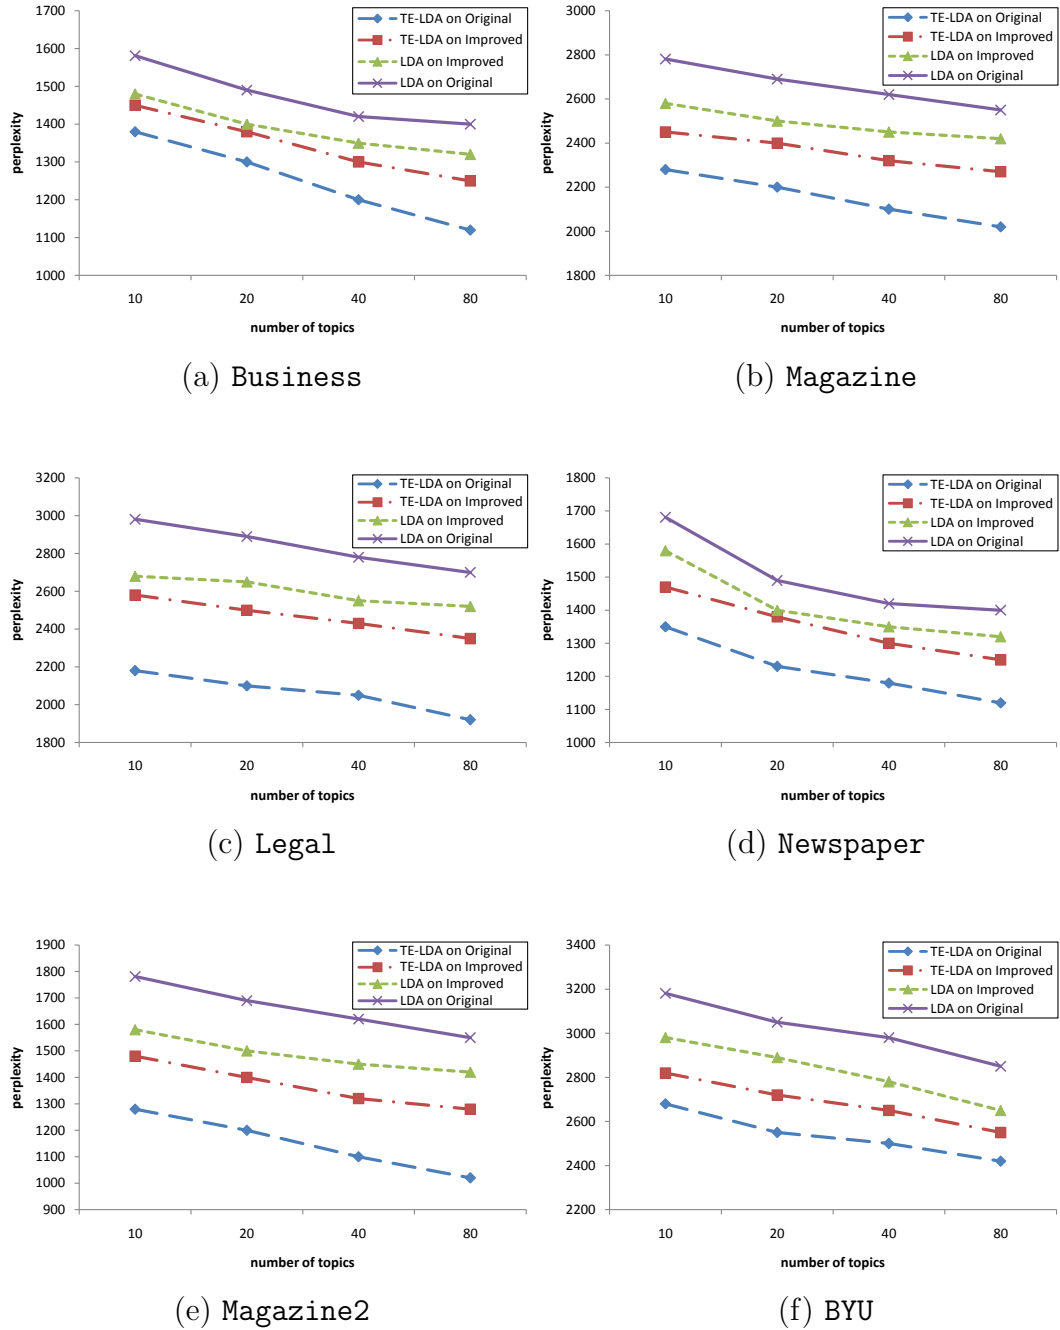 1700
1600
1500
1400
1300
1200
1100
1000
perplexity
10 20 40 80
number of topics
TE-LDA on Original
TE-LDA on Improved
LDA on Improved
LDA on Original
(a) Business
3000
2800
2600
2400
2200
2000
1800
perplexity
10 20 40 80
number of topics
TE-LDA on Original
TE-LDA on Improved
LDA on Improved
LDA on Original
(b) Magazine
3200
3000
2800
2600
2400
2200
2000
1800
perplexity
10 20 40 80
number of topics
TE-LDA on Original
TE-LDA on Improved
LDA on Improved
LDA on Original
(c) Legal
1800
1700
1600
1500
1400
1300
1200
1100
1000
perplexity
10 20 40 80
number of topics
TE-LDA on Original
TE-LDA on Improved
LDA on Improved
LDA on Original
(d) Newspaper
1900
1800
1700
1600
1500
1400
1300
1200
1100
1000
900
perplexity
10 20 40 80
number of topics
TE-LDA on Original
TE-LDA on Improved
LDA on Improved
LDA on Original
(e) Magazine2
3400
3200
3000
2800
2600
2400
2200
perplexity
10 20 40 80
number of topics
TE-LDA on Original
TE-LDA on Improved
LDA on Improved
LDA on Original
(f) BYU